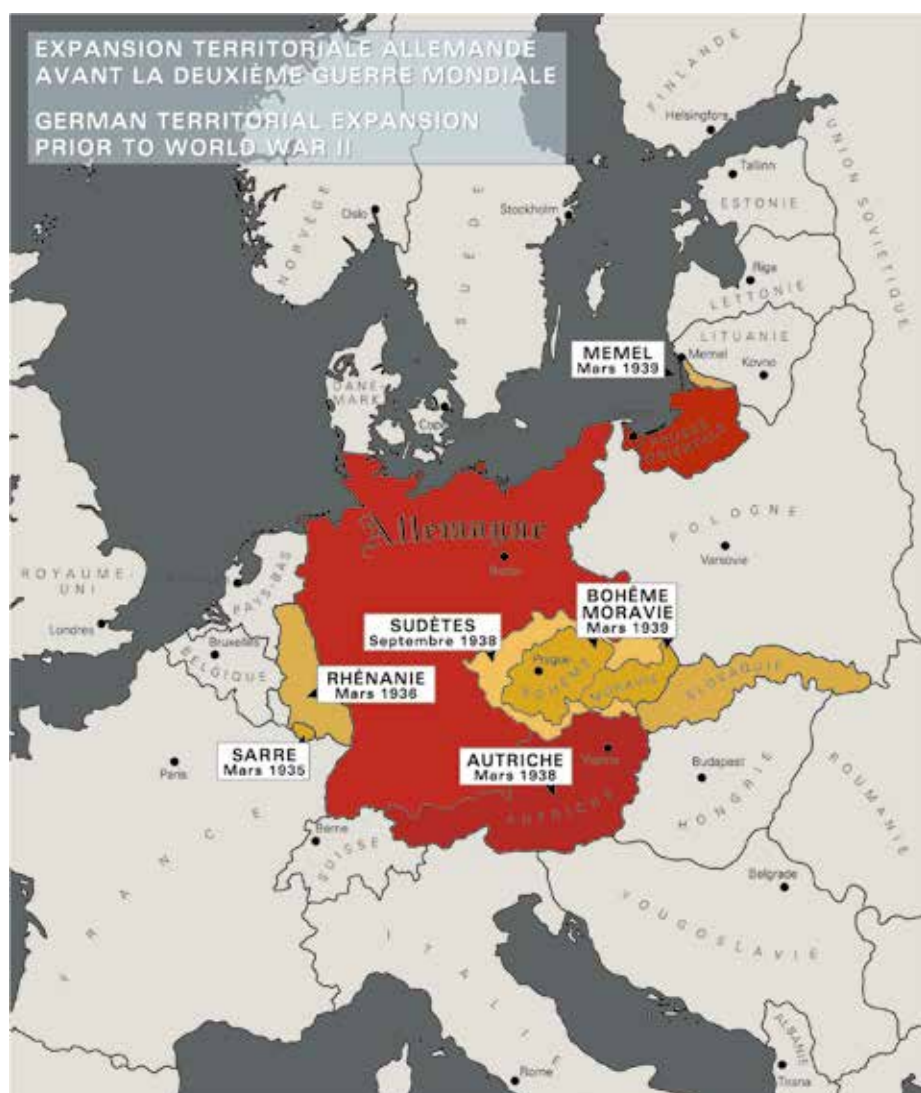 EXPANSION TERRITORIALE ALLEMANDE
AVANT LA DEUXIÈME GUERRE MONDIALE
GERMAN TERRITORIAL EXPANSION
PRIOR TO WORLD WAR II
FINLANDE
Helsingfors
UNION SOVIÉTIQUE
NORVÈGE
Oslo
SUÈDE
Stockholm
Tallinn
ESTONIE
Riga
LETTONIE
LITUANIE
MEMEL
Mars 1939
Memel
Kovno
DANE-
MARK
PRUSSE
ORIENTALE
Allemagne
Berlin
POLOGNE
Varsovie
ROYAUME-
UNI
Londres
PAYS-BAS
Bruxelles
BELGIQUE
SUDÈTES
Septembre 1938
BOHÊME
MORAVIE
Mars 1939
Prague
BOHÊME
MORAVIE
SLOVAQUIE
RHÉNANIE
Mars 1936
SARRE
Mars 1935
AUTRICHE
Mars 1938
Vienne
AUTRICHE
Paris
Budapest
HONGRIE
ROUMANIE
FRANCE
Berne
SUISSE
Belgrade
YOUGOSLAVIE
ITALIE
Rome
ALBANIE
Tirana